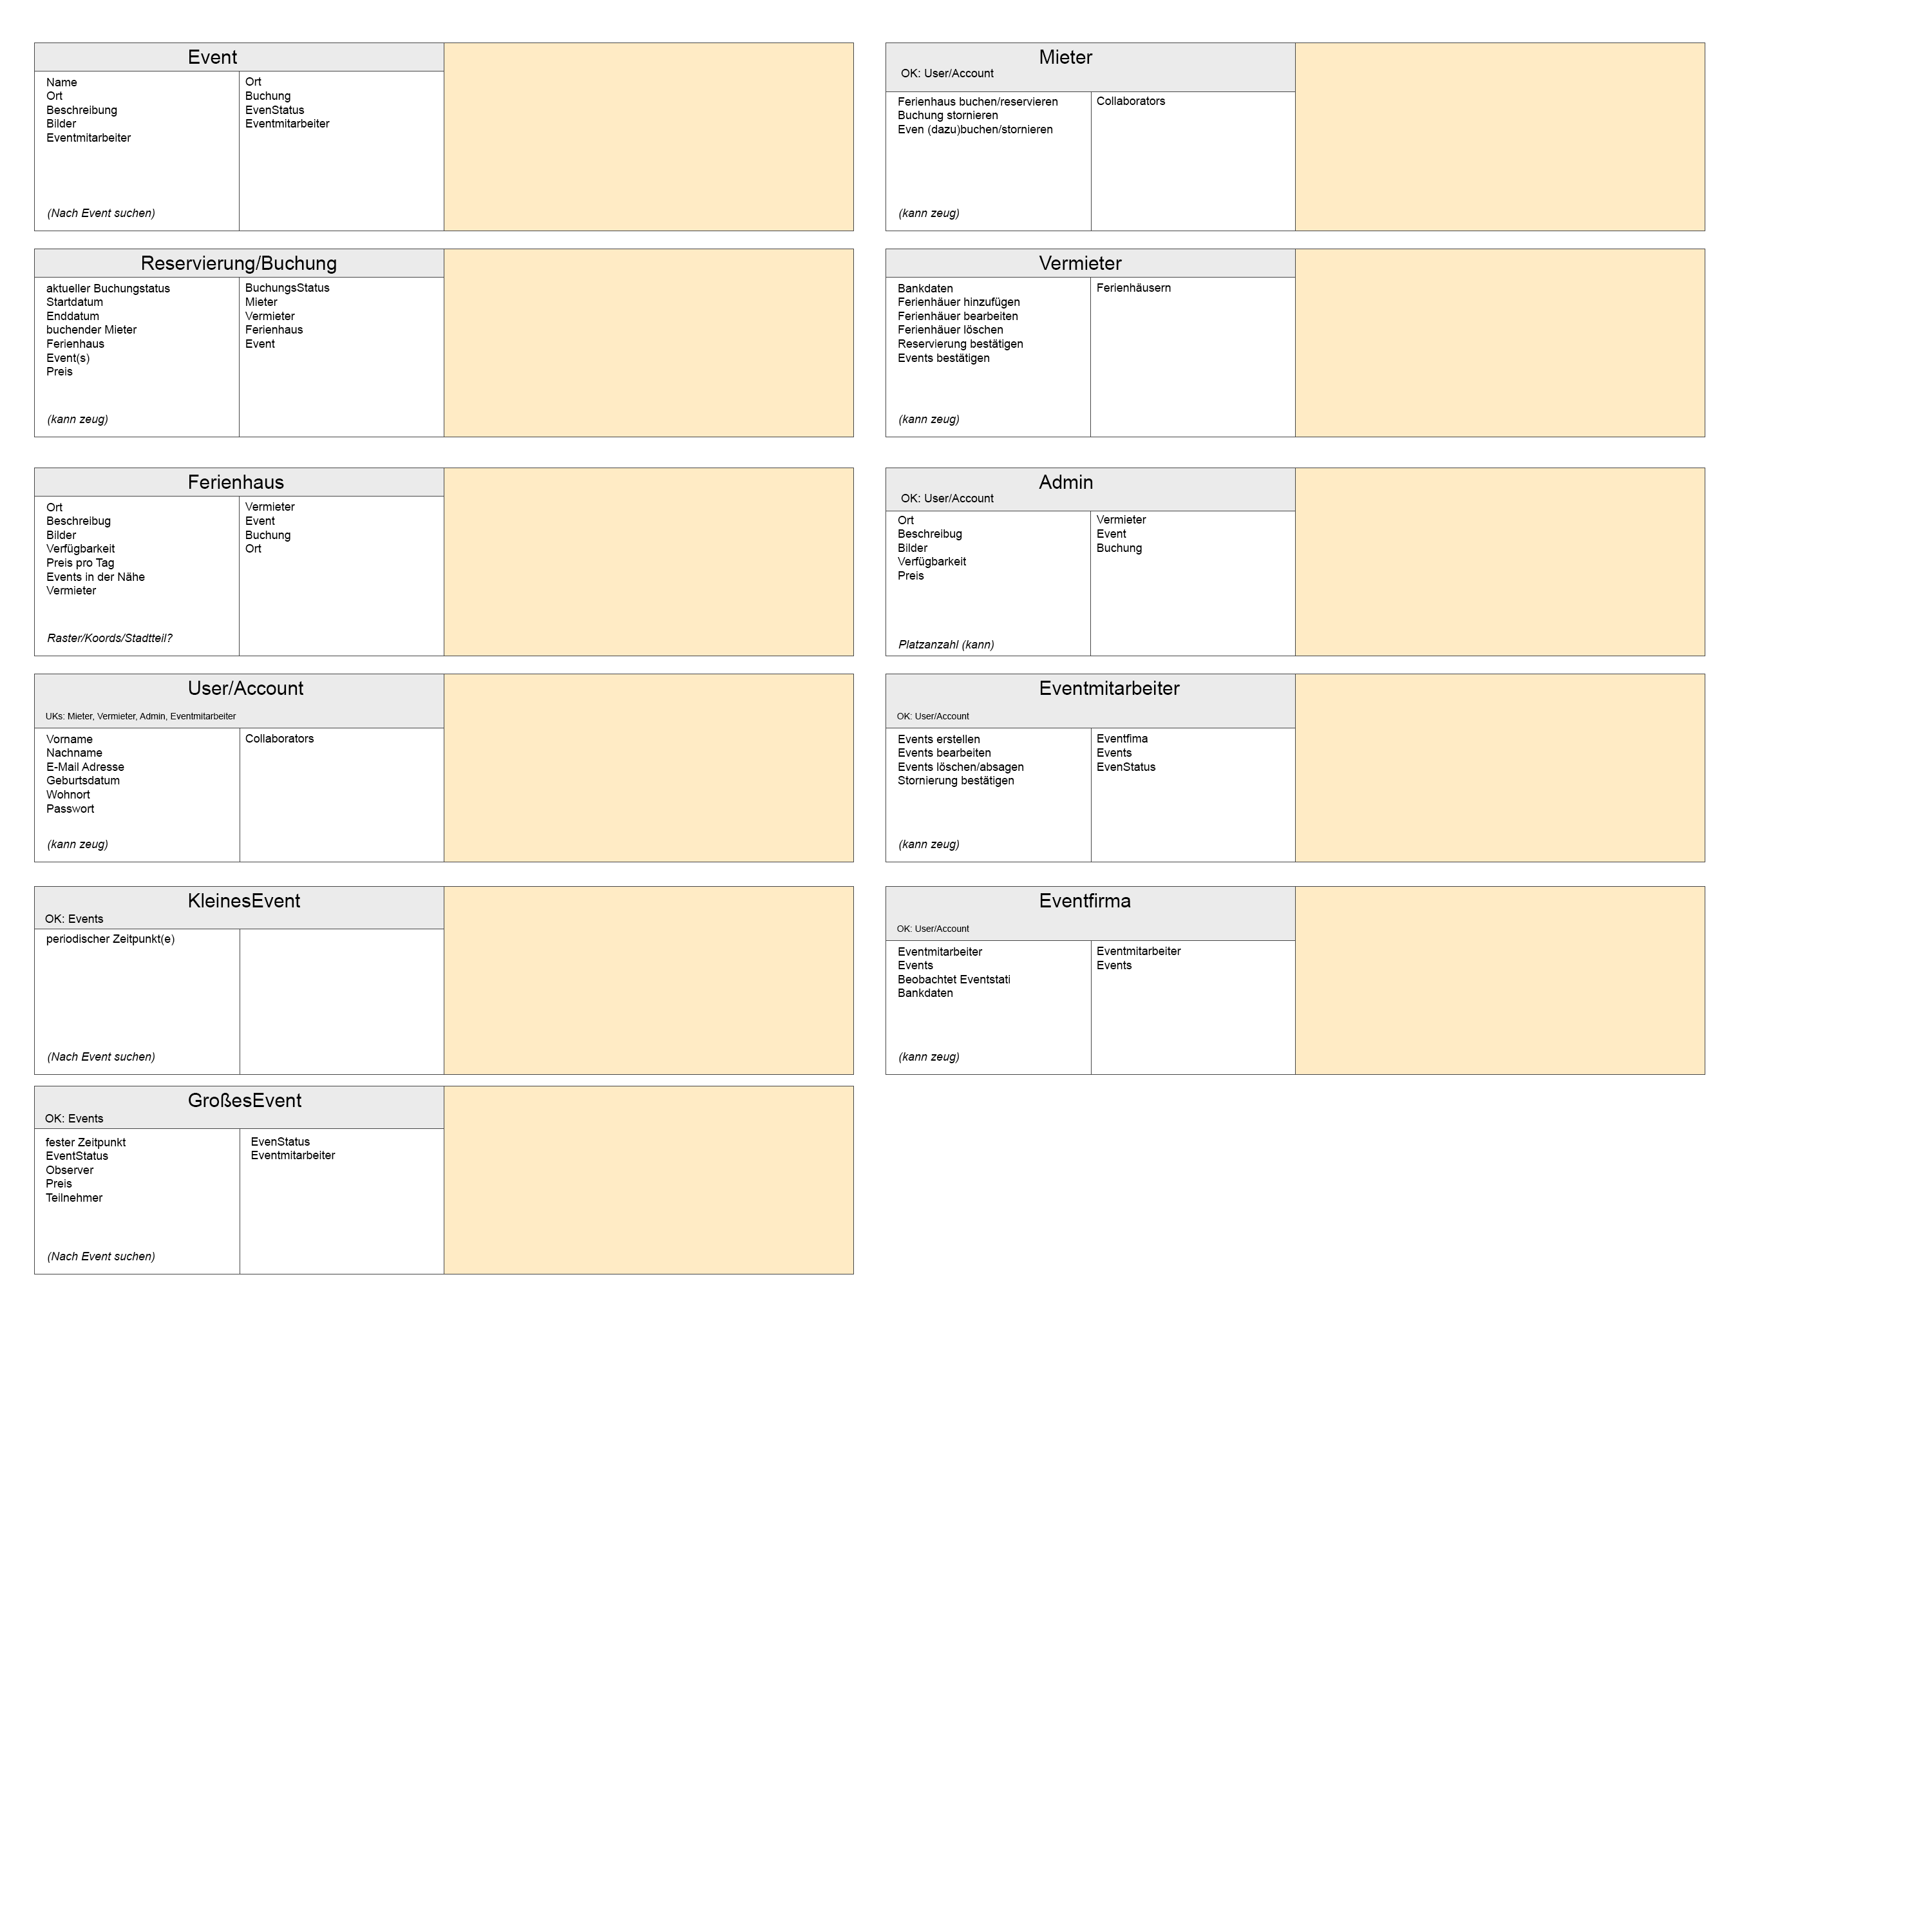 Event
Name
Ort
Beschreibung
Bilder
Eventmitarbeiter
(Nach Event suchen)
Ort
Buchung
EvenStatus
Eventmitarbeiter
Mieter
OK: User/Account
Ferienhaus buchen/reservieren
Buchung stornieren
Even (dazu)buchen/stornieren
(kann zeug)
Collaborators
Reservierung/Buchung
aktueller Buchungstatus
Startdatum
Enddatum
buchender Mieter
Ferienhaus
Event(s)
Preis
(kann zeug)
BuchungsStatus
Mieter
Vermieter
Ferienhaus
Event
Vermieter
Bankdaten
Ferienhäuer hinzufügen
Ferienhäuer bearbeiten
Ferienhäuer löschen
Reservierung bestätigen
Events bestätigen
(kann zeug)
Ferienhäusern
Ferienhaus
Ort
Beschreibug
Bilder
Verfügbarkeit
Preis pro Tag
Events in der Nähe
Vermieter
Raster/Koords/Stadtteil?
Vermieter
Event
Buchung
Ort
Admin
OK: User/Account
Ort
Beschreibug
Bilder
Verfügbarkeit
Preis
Platzanzahl (kann)
Vermieter
Event
Buchung
User/Account
UKs: Mieter, Vermieter, Admin, Eventmitarbeiter
Vorname
Nachname
E-Mail Adresse
Geburtsdatum
Wohnort
Passwort
(kann zeug)
Collaborators
Eventmitarbeiter
OK: User/Account
Events erstellen
Events bearbeiten
Events löschen/absagen
Stornierung bestätigen
(kann zeug)
Eventfima
Events
EvenStatus
KleinesEvent
OK: Events
periodischer Zeitpunkt(e)
(Nach Event suchen)
Eventfirma
OK: User/Account
Eventmitarbeiter
Events
Beobachtet Eventstati
Bankdaten
(kann zeug)
Eventmitarbeiter
Events
GroßesEvent
OK: Events
fester Zeitpunkt
EventStatus
Observer
Preis
Teilnehmer
(Nach Event suchen)
EvenStatus
Eventmitarbeiter